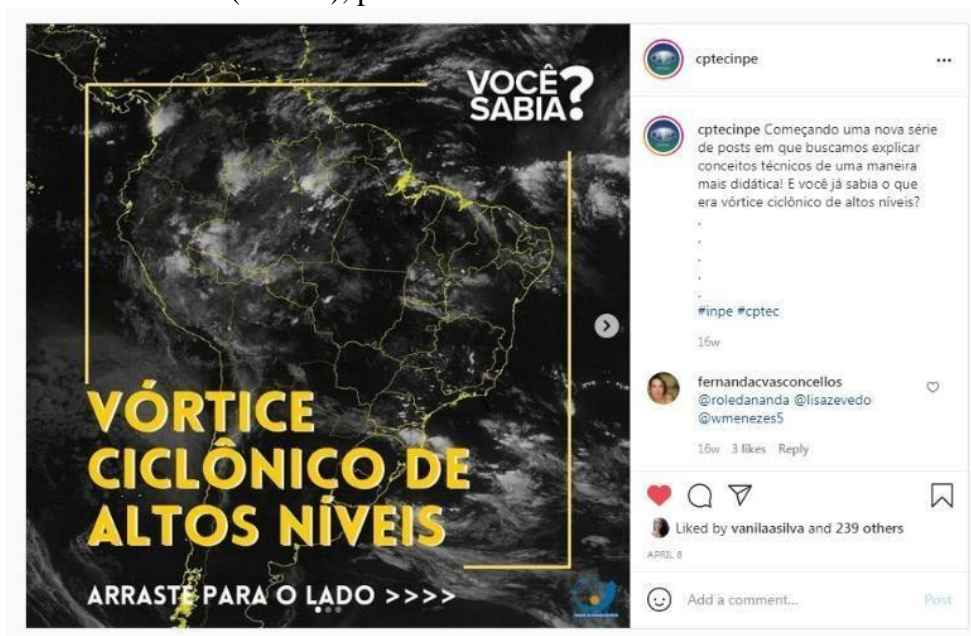 VOCÊ
SABIA?
VÓRTICE
CICLÔNICO DE
ALTOS NÍVEIS
ARRASTE PARA O LADO >>>>
cptecinpe
cptecinpe Começando uma nova série
de posts em que buscamos explicar
conceitos técnicos de uma maneira
mais didática! E você já sabia o que
era vórtice ciclônico de altos níveis?
.
.
.
.
.
#inpe #cptec
16w
fernandacvasconcellos
@roledananda @lisazevedo
@wmenezes5
16w 3 likes Reply
Liked by vanilaasilva and 239 others
APRIL 6
Add a comment... Post